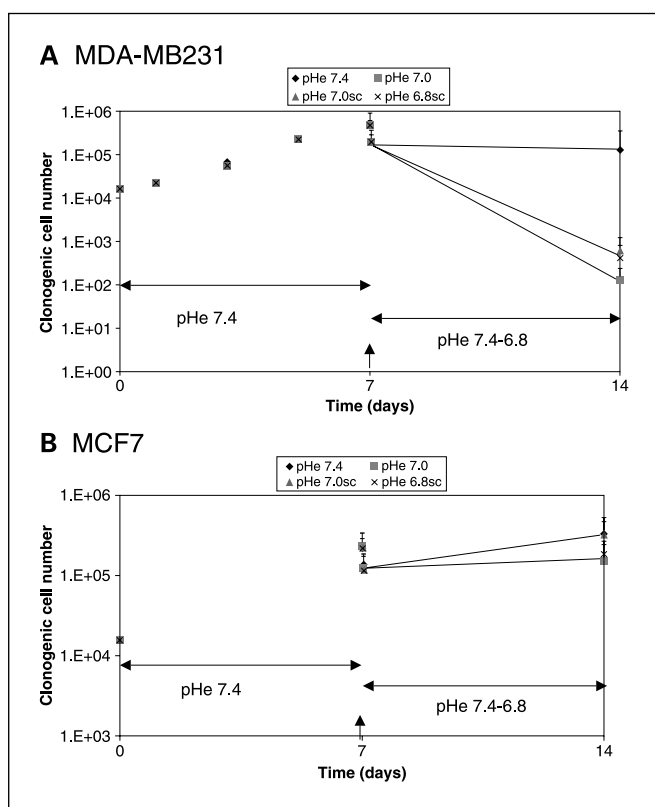 A MDA-MB231
pHe 7.4 pHe 7.0
pHe 7.0sc pHe 6.8sc
1.E+06
1.E+05
1.E+04
1.E+03
1.E+02
1.E+01
1.E+00
Clonogenic cell number
pHe 7.4
pHe 7.4-6.8
0 7 14
Time (days)
B MCF7
pHe 7.4 pHe 7.0
pHe 7.0sc pHe 6.8sc
1.E+06
1.E+05
1.E+04
1.E+03
Clonogenic cell number
pHe 7.4
pHe 7.4-6.8
0 7 14
Time (days)